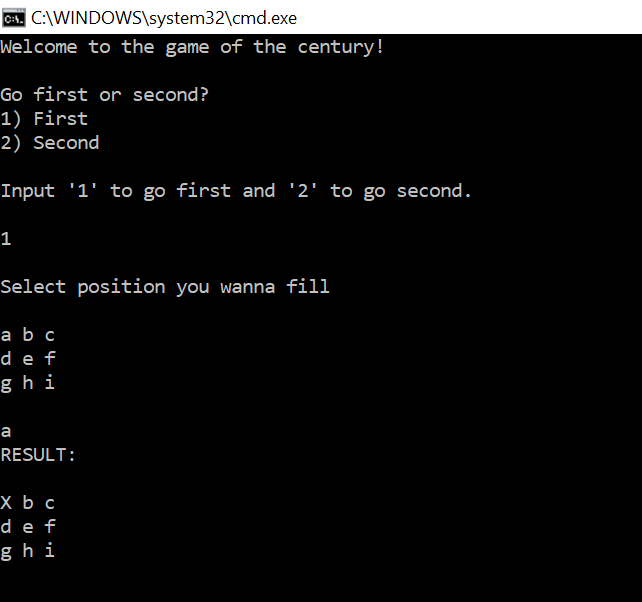 C:\WINDOWS\system32\cmd.exe
Welcome to the game of the century!
Go first or second?
1) First
2) Second
Input '1' to go first and '2' to go second.
1
Select position you wanna fill
a b c
d e f
g h i
a
RESULT:
X b c
d e f
g h i